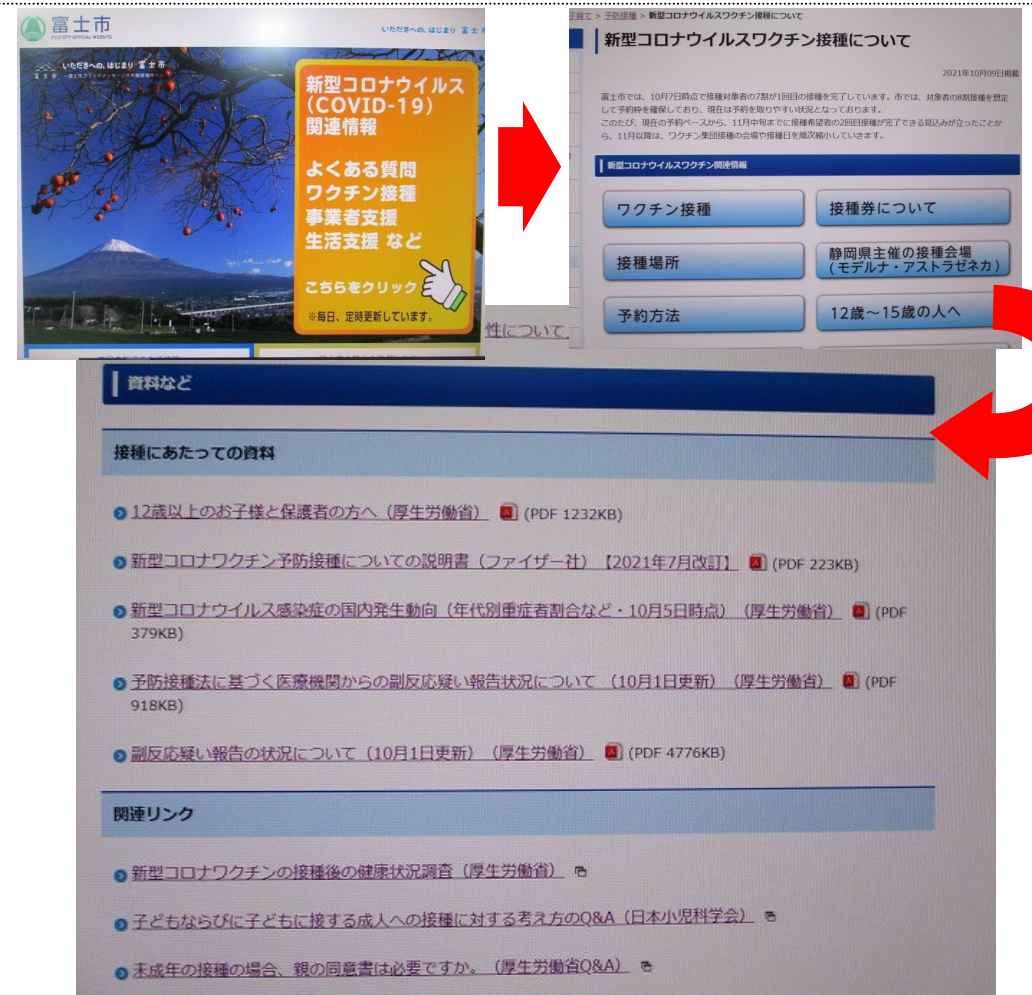 富士市
FUJI CITY OFFICIAL WEBSITE
いただきへの、はじまり 富士市
いただきへの、はじまり 富士市
新型コロナウイルス
(COVID-19)
関連情報
よくある質問
ワクチン接種
事業者支援
生活支援 など
こちらをクリック
※毎日、定時更新しています。
性について
子育て > 予防接種 > 新型コロナウイルスワクチン接種について
新型コロナウイルスワクチン接種について
2021年10月09日掲載
富士市では、10月7日時点で接種対象者の7割が1回目の接種を完了しています。市では、対象者の8割接種を想定
して予約枠を確保しており、現在は予約を取りやすい状況となっております。
このたび、現在の予約ペースから、11月中旬までに接種希望者の2回目接種が完了できる見込みが立ったことか
ら、11月以降は、ワクチン集団接種の会場や接種日を順次縮小していきます。
新型コロナウイルスワクチン関連情報
ワクチン接種
接種券について
接種場所
静岡県主催の接種会場
(モデルナ・アストラゼネカ)
予約方法
12歳～15歳の人へ
資料など
接種にあたっての資料
12歳以上のお子様と保護者の方へ（厚生労働省） (PDF 1232KB)
新型コロナワクチン予防接種についての説明書（ファイザー社）【2021年7月改訂】 (PDF 223KB)
新型コロナウイルス感染症の国内発生動向（年代別重症者割合など・10月5日時点）（厚生労働省） (PDF
379KB)
予防接種法に基づく医療機関からの副反応疑い報告状況について（10月1日更新）（厚生労働省） (PDF
918KB)
副反応疑い報告の状況について（10月1日更新）（厚生労働省） (PDF 4776KB)
関連リンク
新型コロナワクチンの接種後の健康状況調査（厚生労働省）
子どもならびに子どもに接する成人への接種に対する考え方のQ&A（日本小児科学会）
未成年の接種の場合、親の同意書は必要ですか。（厚生労働省Q&A）